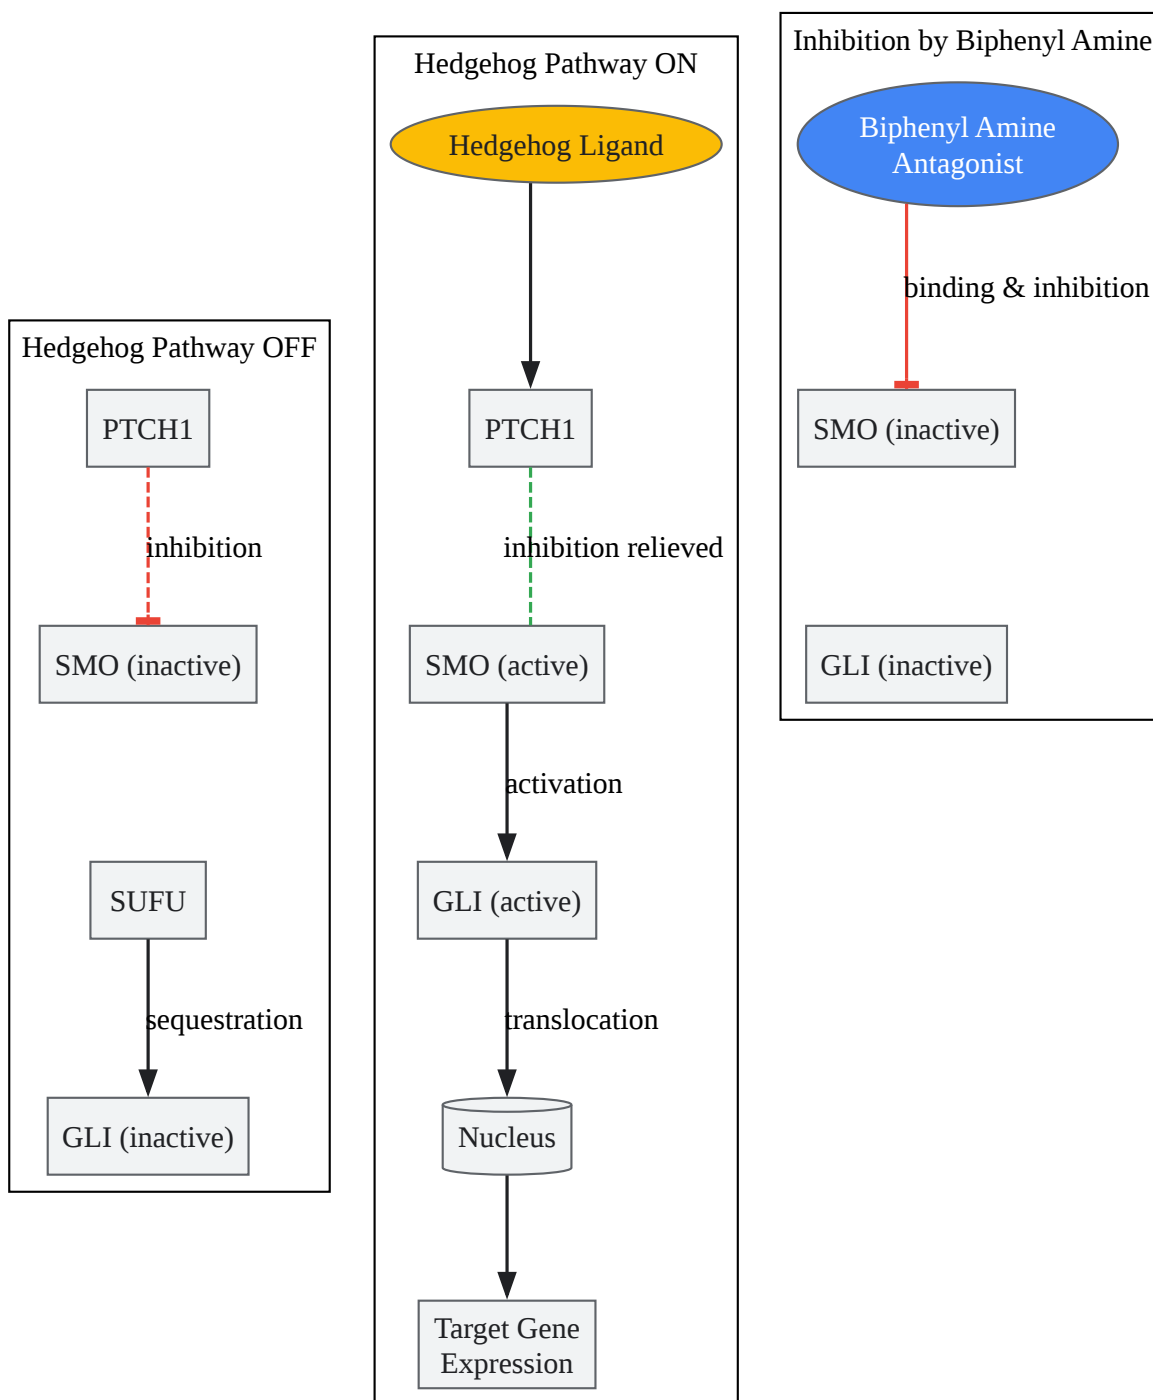 Hedgehog Pathway OFF
PTCH1
inhibition
SMO (inactive)
SUFU
sequestration
GLI (inactive)
Hedgehog Pathway ON
Hedgehog Ligand
PTCH1
inhibition relieved
SMO (active)
activation
GLI (active)
translocation
Nucleus
Target Gene
Expression
Inhibition by Biphenyl Amine
Biphenyl Amine
Antagonist
binding & inhibition
SMO (inactive)
GLI (inactive)